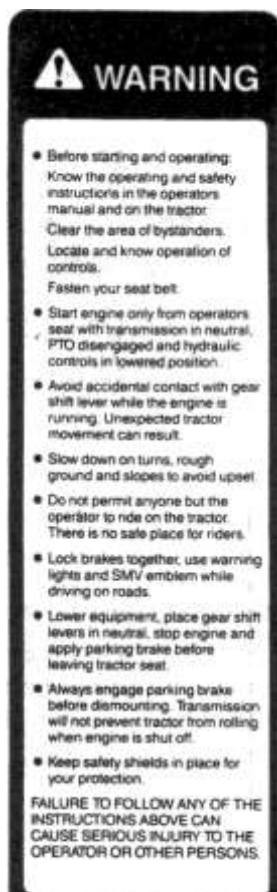 WARNING
● Before starting and operating:
Know the operating and safety
instructions in the operators
manual and on the tractor.
Clear the area of bystanders.
Locate and know operation of
controls.
Fasten your seat belt
● Start engine only from operators
seat with transmission in neutral,
PTO disengaged and hydraulic
controls in lowered position.
● Avoid accidental contact with gear
shift lever while the engine is
running. Unexpected tractor
movement can result.
● Slow down on turns, rough
ground and slopes to avoid upset.
● Do not permit anyone but the
operator to ride on the tractor.
There is no safe place for riders.
● Lock brakes together, use warning
lights and SMV emblem while
driving on roads.
● Lower equipment, place gear shift
levers in neutral, stop engine and
apply parking brake before
leaving tractor seat.
● Always engage parking brake
before dismounting. Transmission
will not prevent tractor from rolling
when engine is shut off.
● Keep safety shields in place for
your protection.
FAILURE TO FOLLOW ANY OF THE
INSTRUCTIONS ABOVE CAN
CAUSE SERIOUS INJURY TO THE
OPERATOR OR OTHER PERSONS.